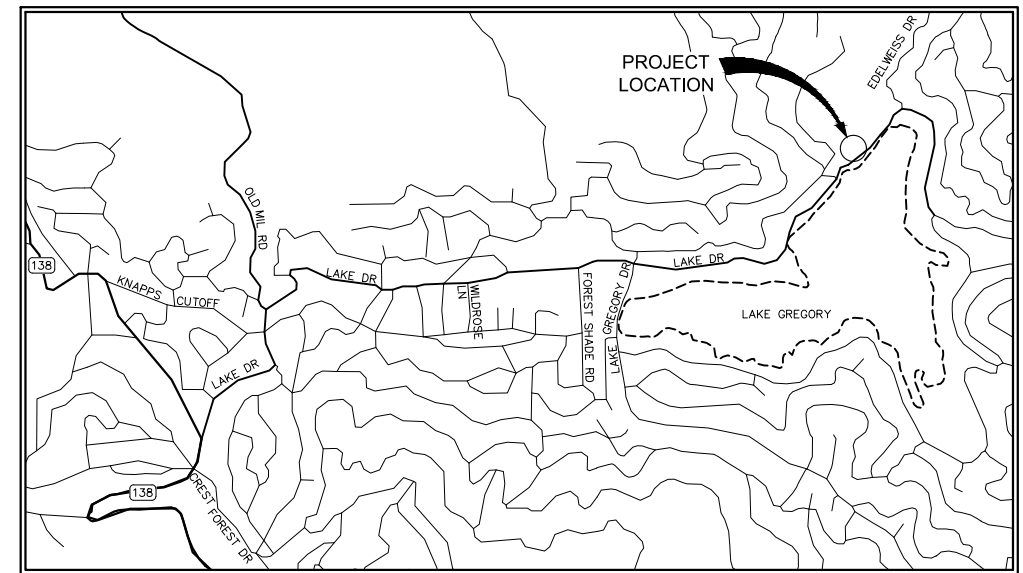 PROJECT
LOCATION
EDELWEISS DR
OLD MIL RD
138
KNAPPS
CUTOFF
LAKE DR
WILDROSE
LN
FOREST SHADE RD
LAKE GREGORY DR
LAKE DR
LAKE GREGORY
LAKE DR
138
CREST FOREST DR